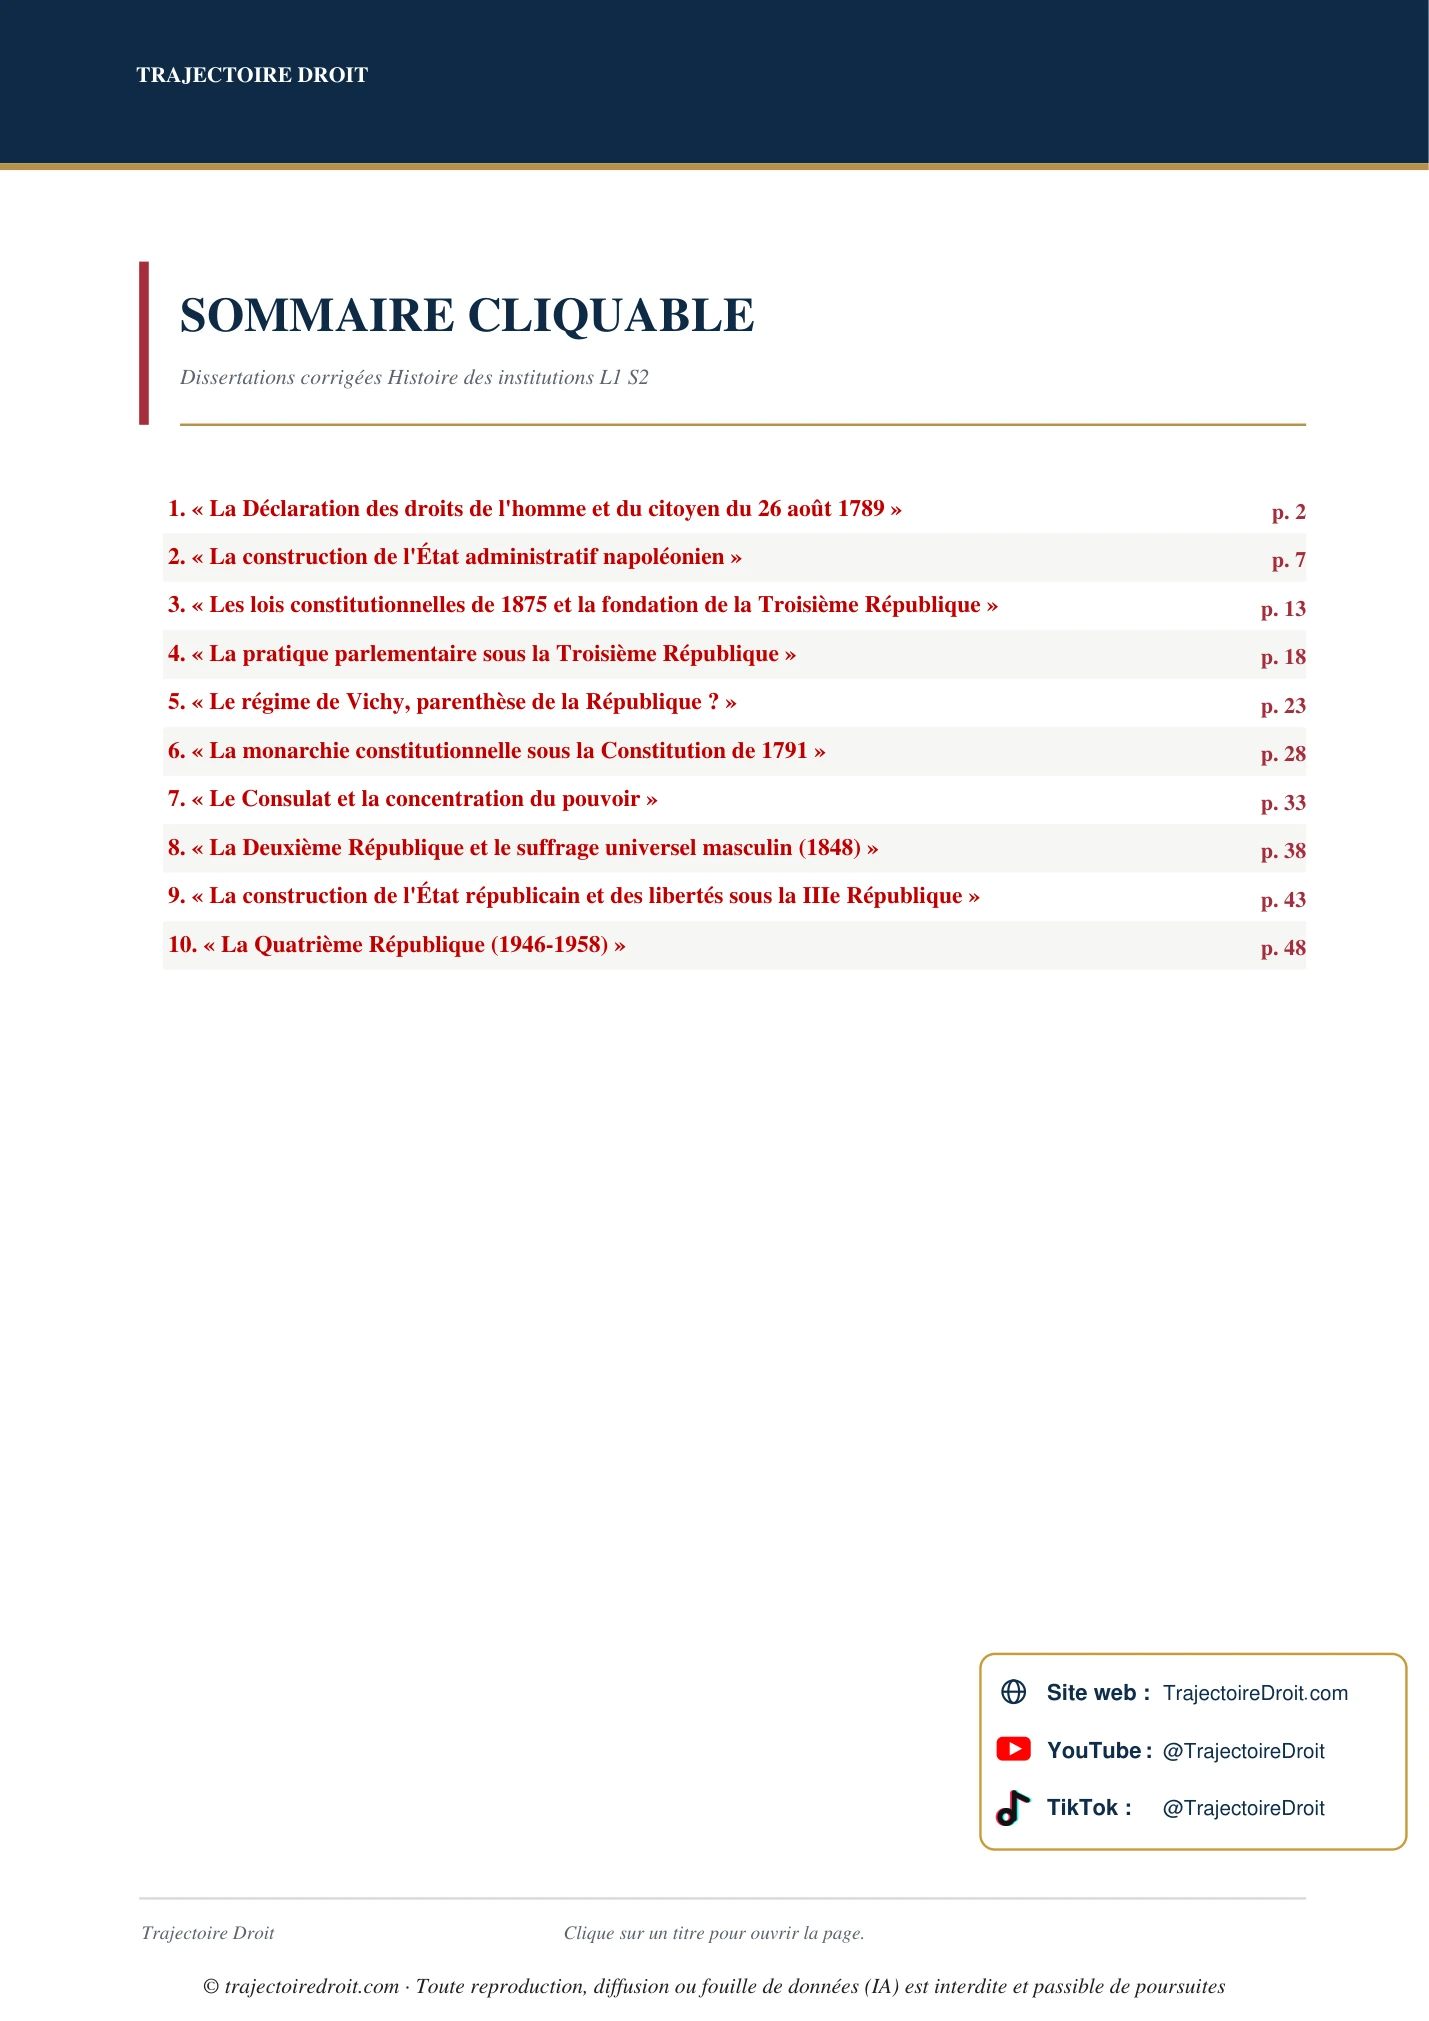 TRAJECTOIRE DROIT
SOMMAIRE CLIQUABLE
Dissertations corrigées Histoire des institutions L1 S2
1. « La Déclaration des droits de l'homme et du citoyen du 26 août 1789 » p. 2
2. « La construction de l'État administratif napoléonien » p. 7
3. « Les lois constitutionnelles de 1875 et la fondation de la Troisième République » p. 13
4. « La pratique parlementaire sous la Troisième République » p. 18
5. « Le régime de Vichy, parenthèse de la République ? » p. 23
6. « La monarchie constitutionnelle sous la Constitution de 1791 » p. 28
7. « Le Consulat et la concentration du pouvoir » p. 33
8. « La Deuxième République et le suffrage universel masculin (1848) » p. 38
9. « La construction de l'État républicain et des libertés sous la IIIe République » p. 43
10. « La Quatrième République (1946-1958) » p. 48
Site web : TrajectoireDroit.com
YouTube : @TrajectoireDroit
TikTok : @TrajectoireDroit
Trajectoire Droit Clique sur un titre pour ouvrir la page.
© trajectoiredroit.com · Toute reproduction, diffusion ou fouille de données (IA) est interdite et passible de poursuites